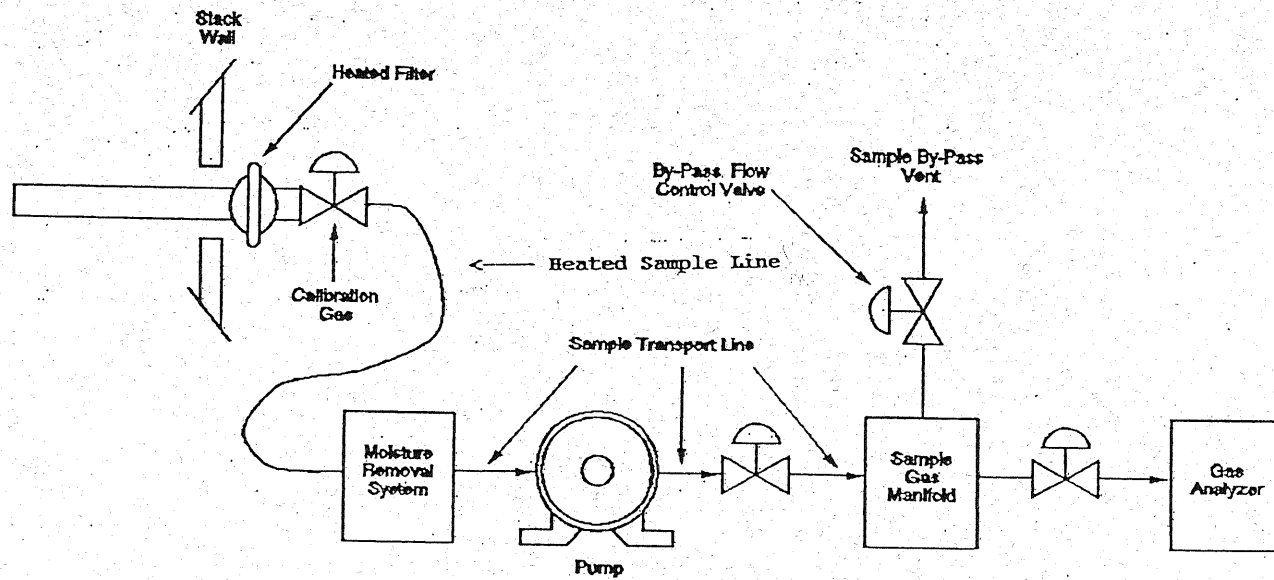 Stack
Wall
Heated Filter
By-Pass Flow
Control Valve
Sample By-Pass
Vent
Heated Sample Line
Calibration
Gas
Sample Transport Line
Moisture
Removal
System
Sample
Gas
Manifold
Gas
Analyzer
Pump